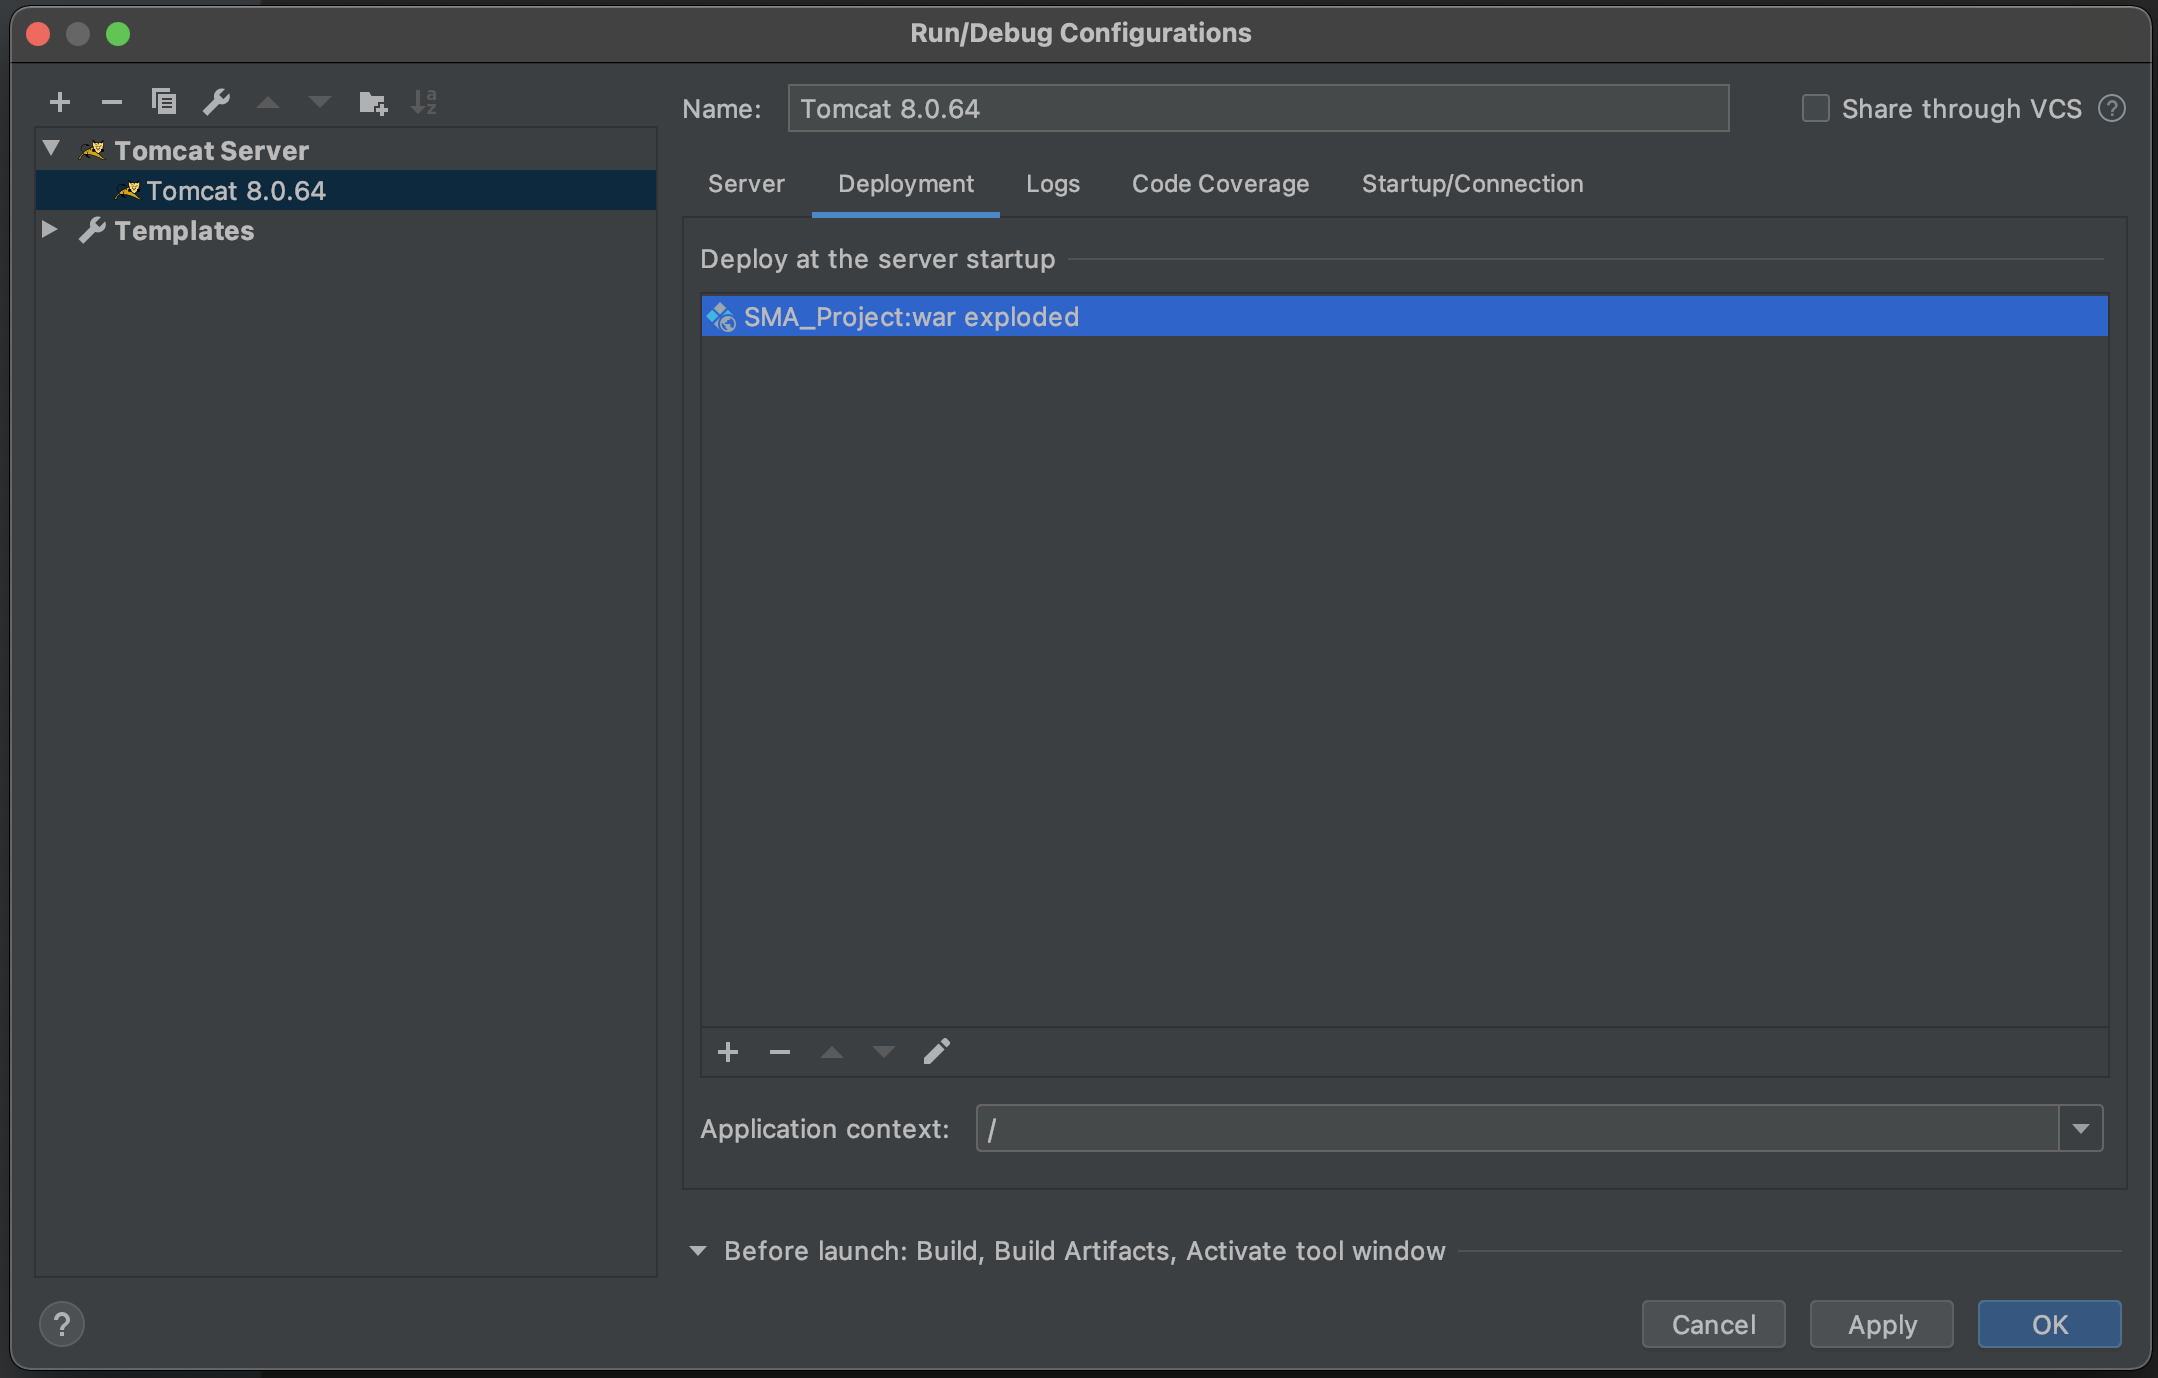 Run/Debug Configurations
Name: Tomcat 8.0.64
Share through VCS ?
Tomcat Server
Tomcat 8.0.64
Templates
Server Deployment Logs Code Coverage Startup/Connection
Deploy at the server startup
SMA_Project:war exploded
Application context: /
Before launch: Build, Build Artifacts, Activate tool window
? Cancel Apply OK